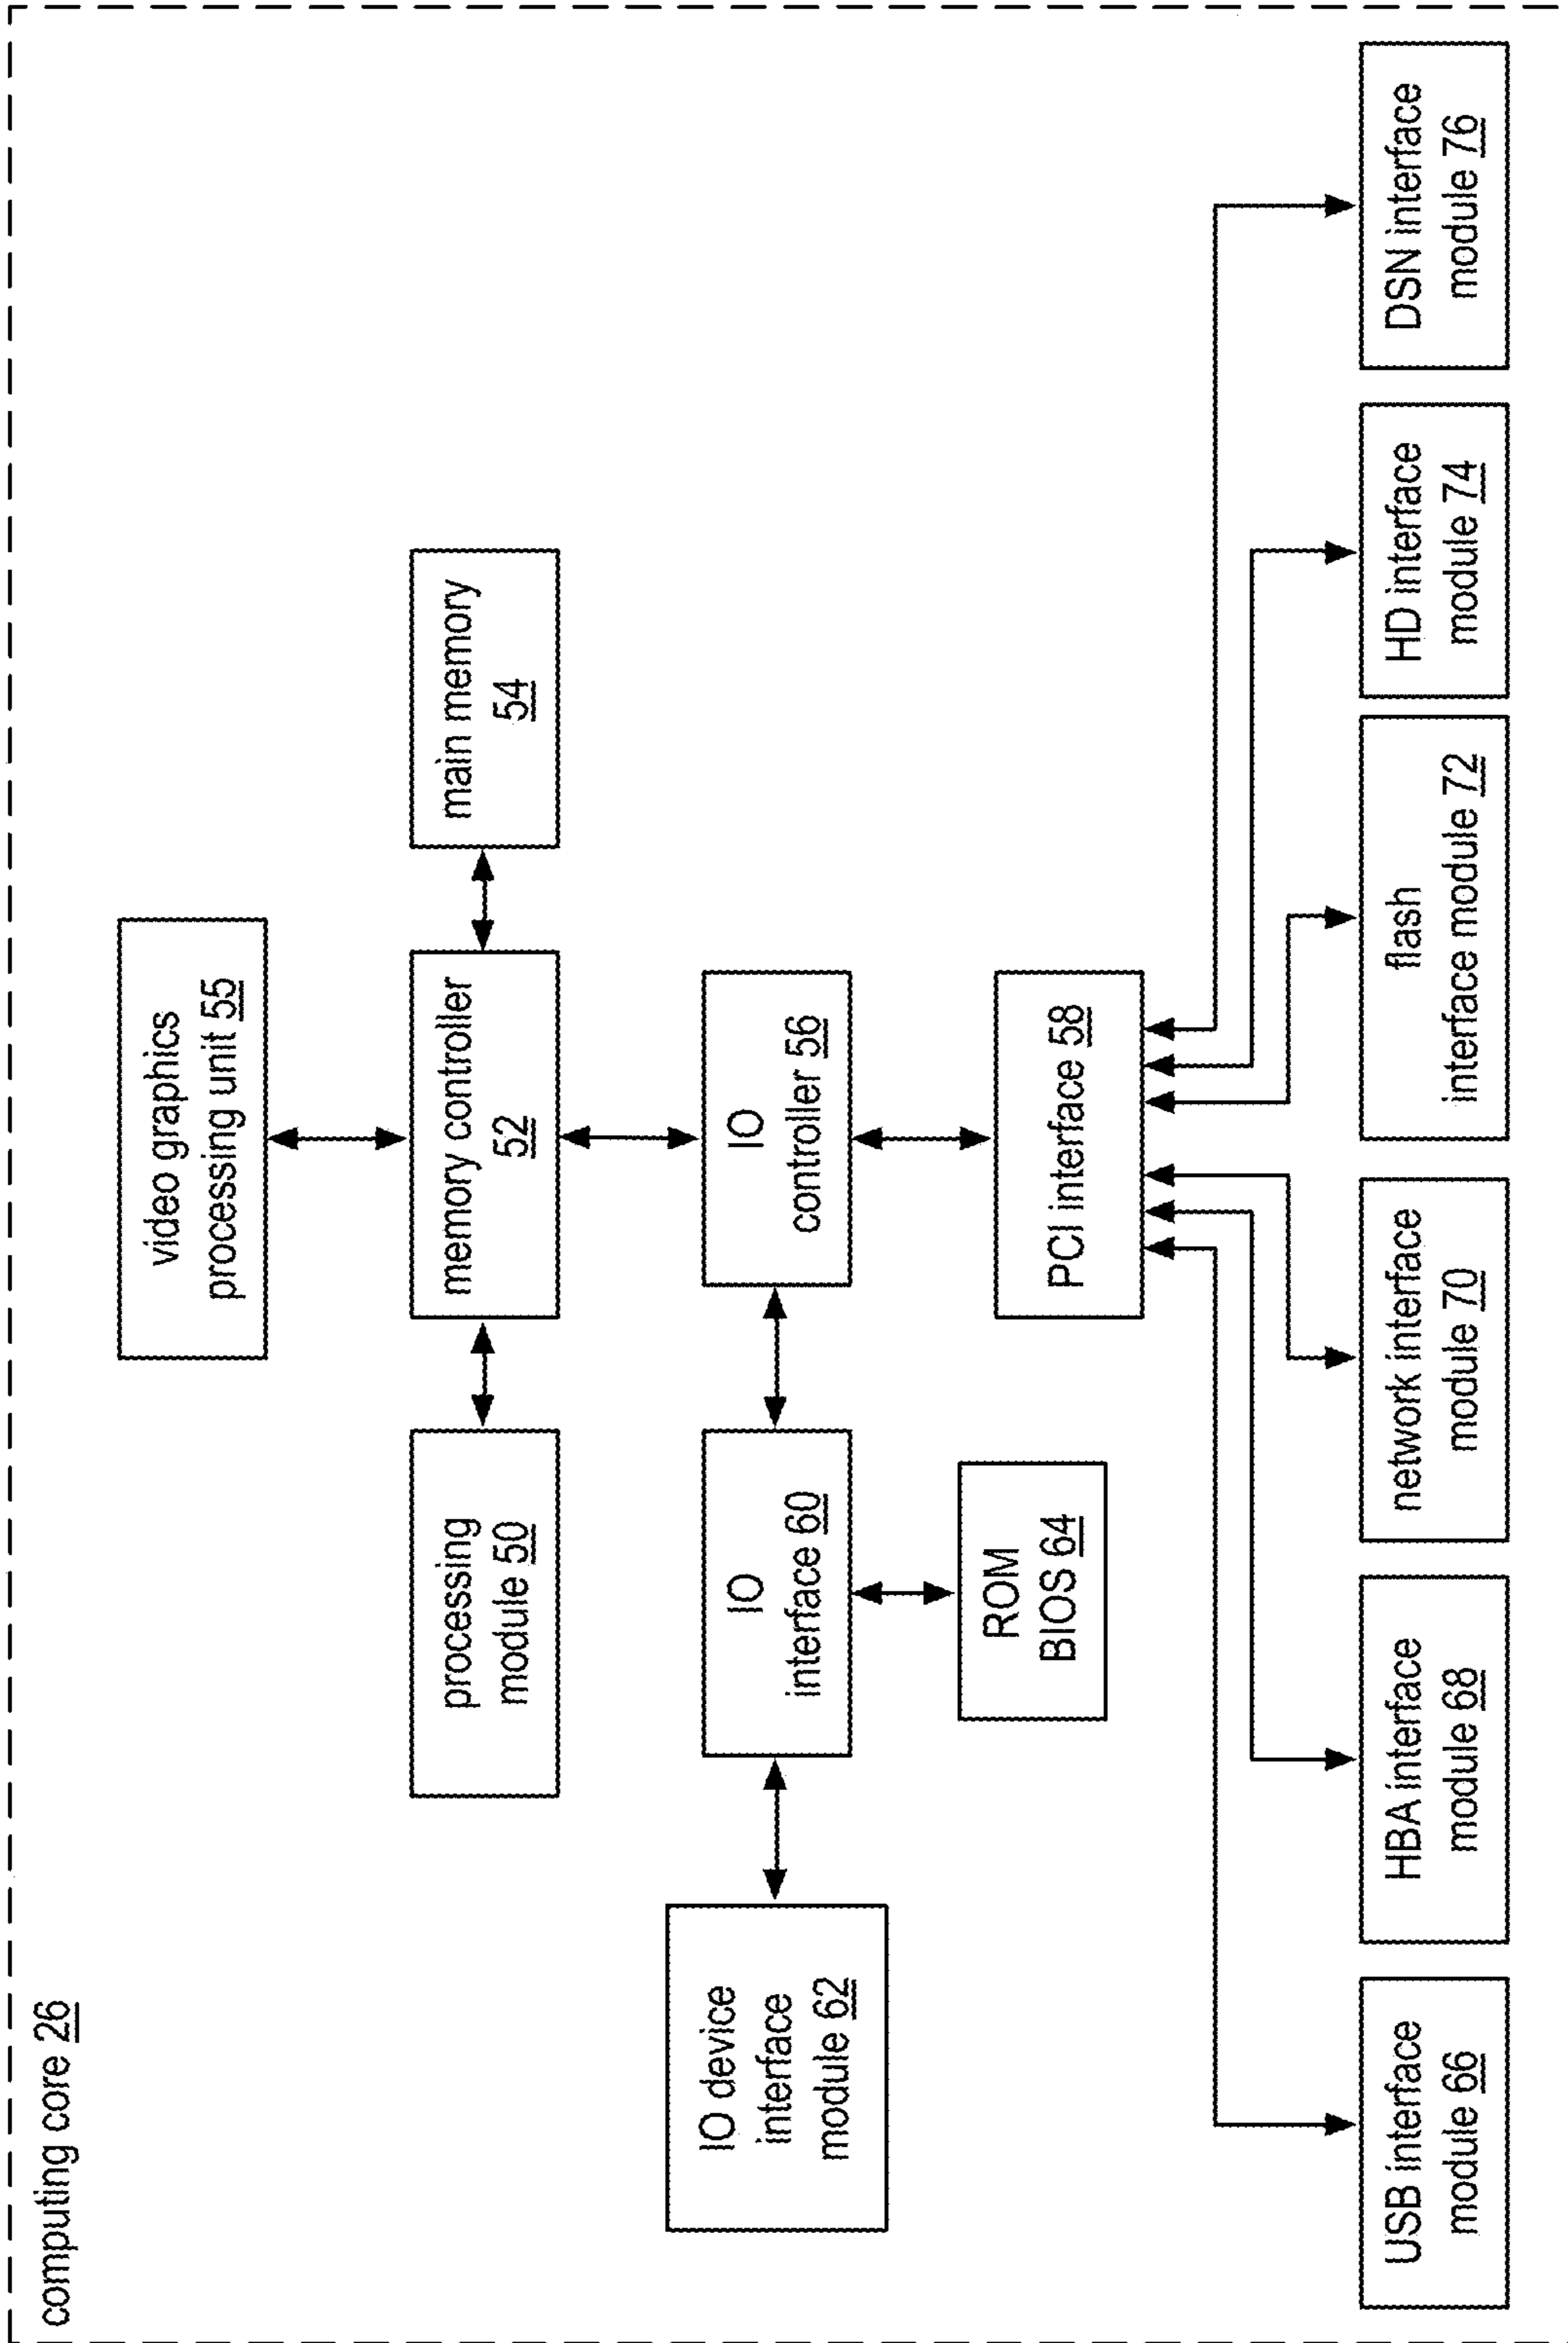 computing core 26
video graphics
processing unit 55
processing
module 50
memory controller
52
main memory
54
IO device
interface
module 62
IO
interface 60
IO
controller 56
ROM
BIOS 64
PCI interface 58
USB interface
module 66
HBA interface
module 68
network interface
module 70
flash
interface module 72
HD interface
module 74
DSN interface
module 76